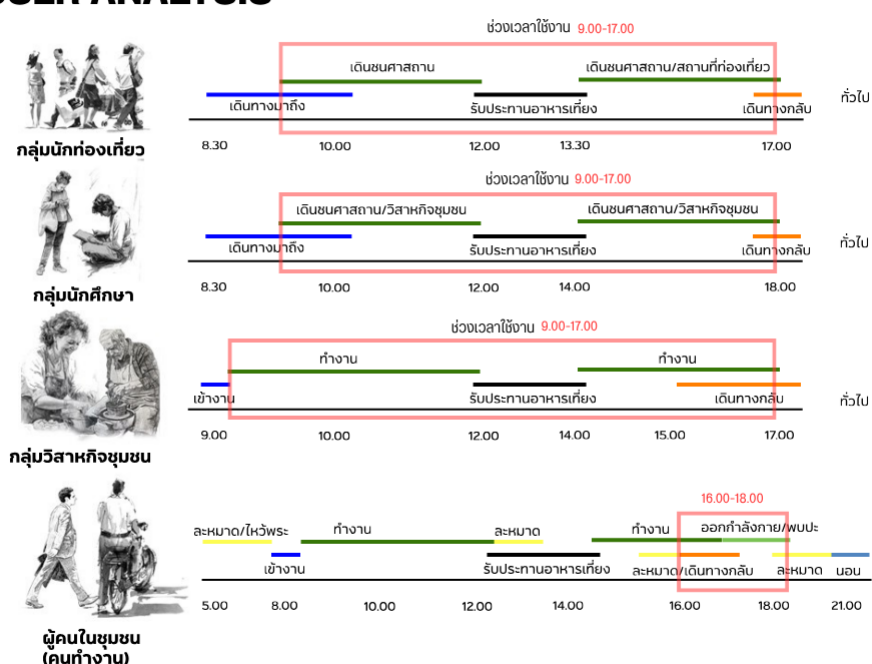 USER ANALYSIS
ช่วงเวลาใช้งาน 9.00-17.00
เดินชมศาสถาน
เดินชมศาสถาน/สถานที่ท่องเที่ยว
เดินทางมาถึง
รับประทานอาหารเที่ยง
เดินทางกลับ
ทั่วไป
8.30 10.00 12.00 13.30 17.00
กลุ่มนักท่องเที่ยว
ช่วงเวลาใช้งาน 9.00-17.00
เดินชมศาสถาน/วิสาหกิจชุมชน
เดินชมศาสถาน/วิสาหกิจชุมชน
เดินทางมาถึง
รับประทานอาหารเที่ยง
เดินทางกลับ
ทั่วไป
8.30 10.00 12.00 14.00 18.00
กลุ่มนักศึกษา
ช่วงเวลาใช้งาน 9.00-17.00
ทำงาน
ทำงาน
เข้างาน
รับประทานอาหารเที่ยง
เดินทางกลับ
ทั่วไป
9.00 10.00 12.00 14.00 15.00 17.00
กลุ่มวิสาหกิจชุมชน
16.00-18.00
ละหมาด/ไหว้พระ
ทำงาน
ละหมาด
ทำงาน
ออกกำลังกาย/พบปะ
เข้างาน
รับประทานอาหารเที่ยง
ละหมาด/เดินทางกลับ
ละหมาด
นอน
5.00 8.00 10.00 12.00 14.00 16.00 18.00 21.00
ผู้คนในชุมชน
(คนทำงาน)